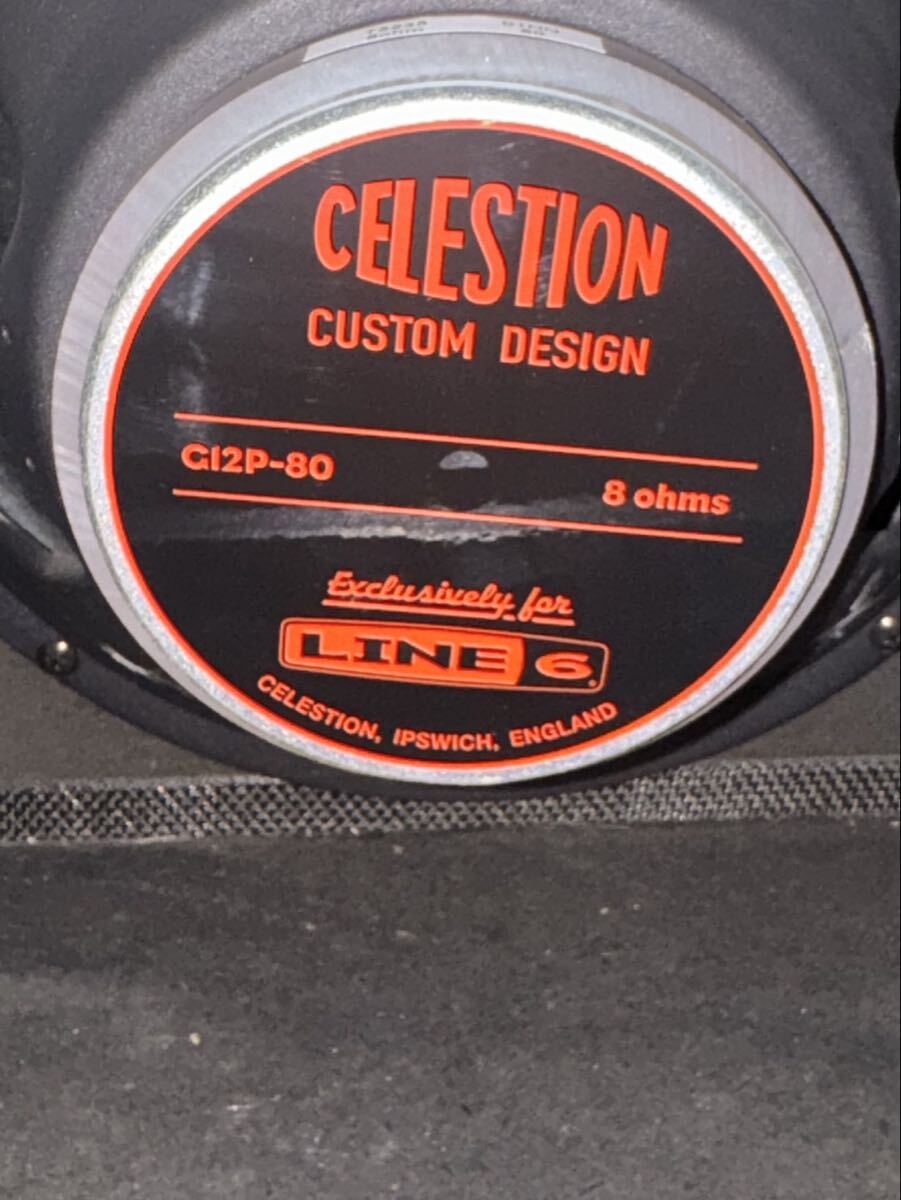 CELESTION
CUSTOM DESIGN
G12P-80
8 ohms
Exclusively for
LINE 6
CELESTION, IPSWICH, ENGLAND